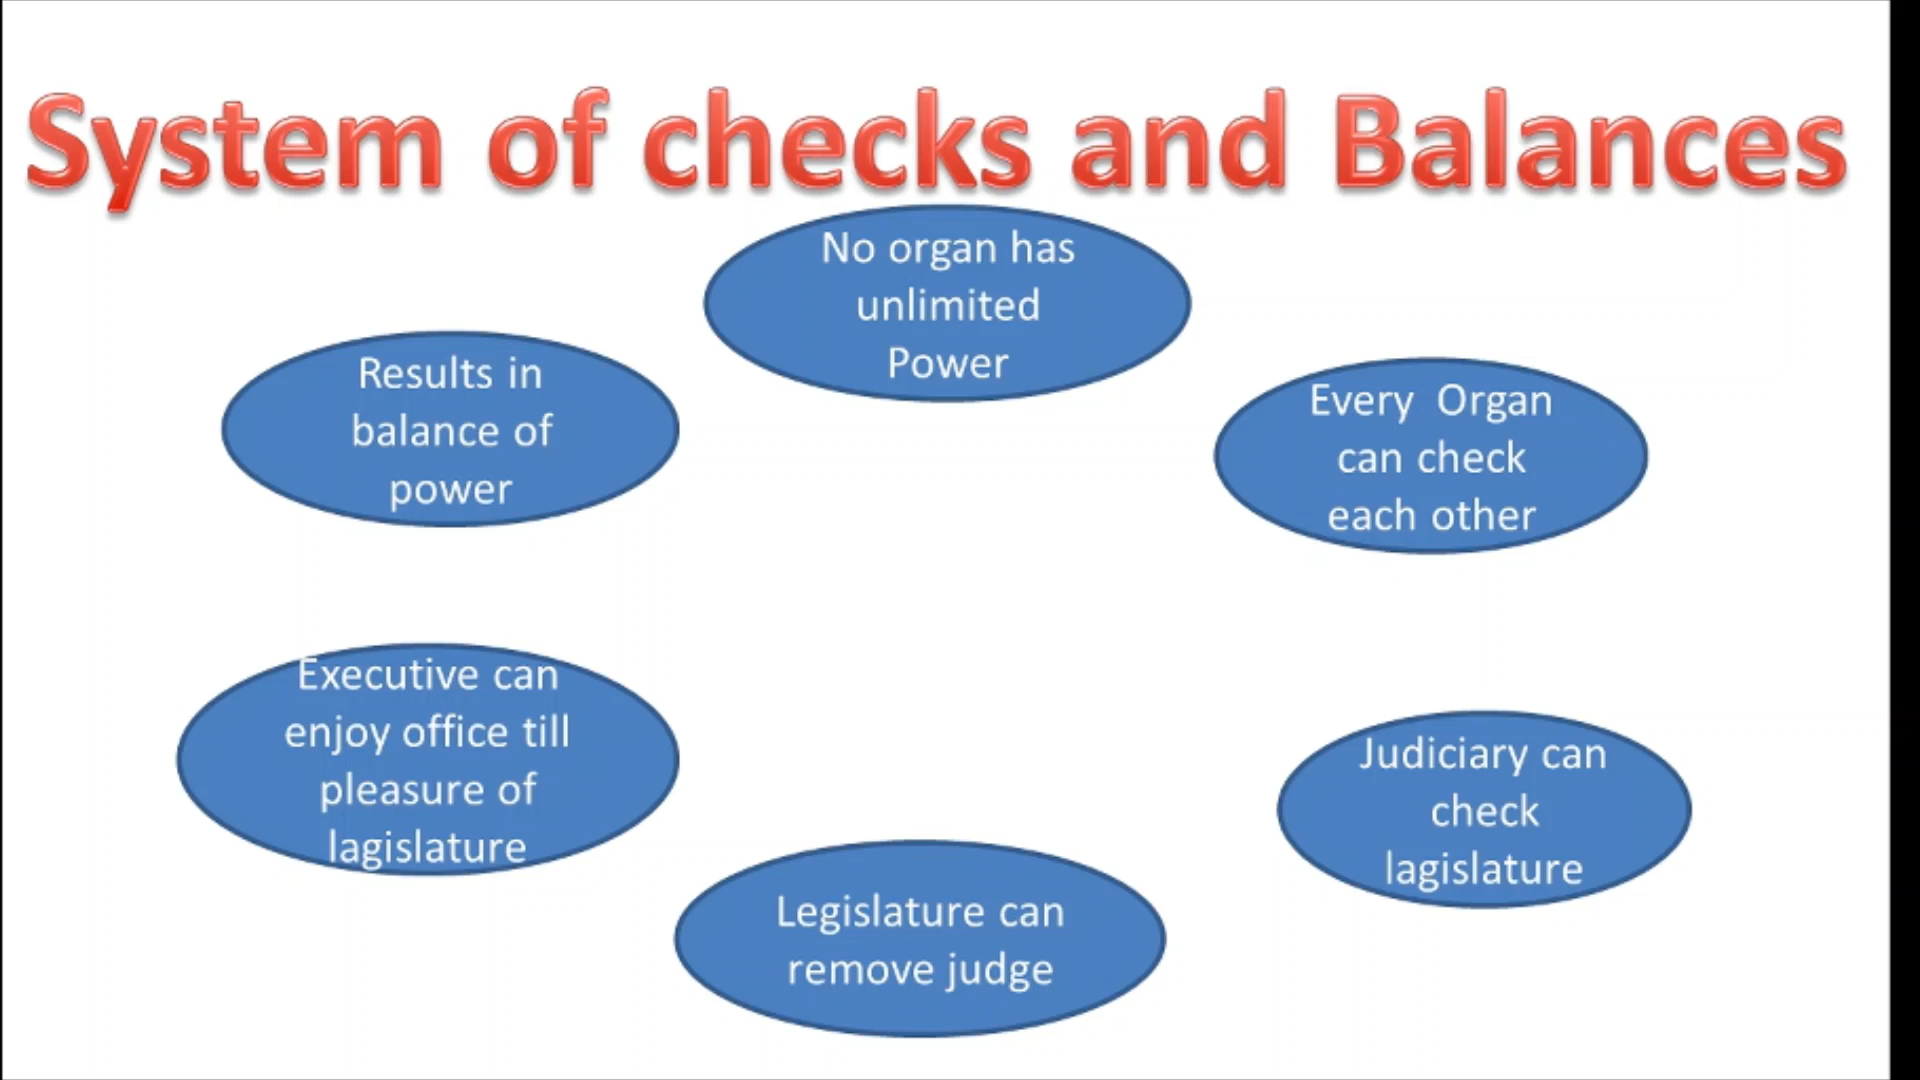 System of checks and Balances
No organ has
unlimited
Power
Results in
balance of
power
Every Organ
can check
each other
Executive can
enjoy office till
pleasure of
lagislature
Judiciary can
check
lagislature
Legislature can
remove judge